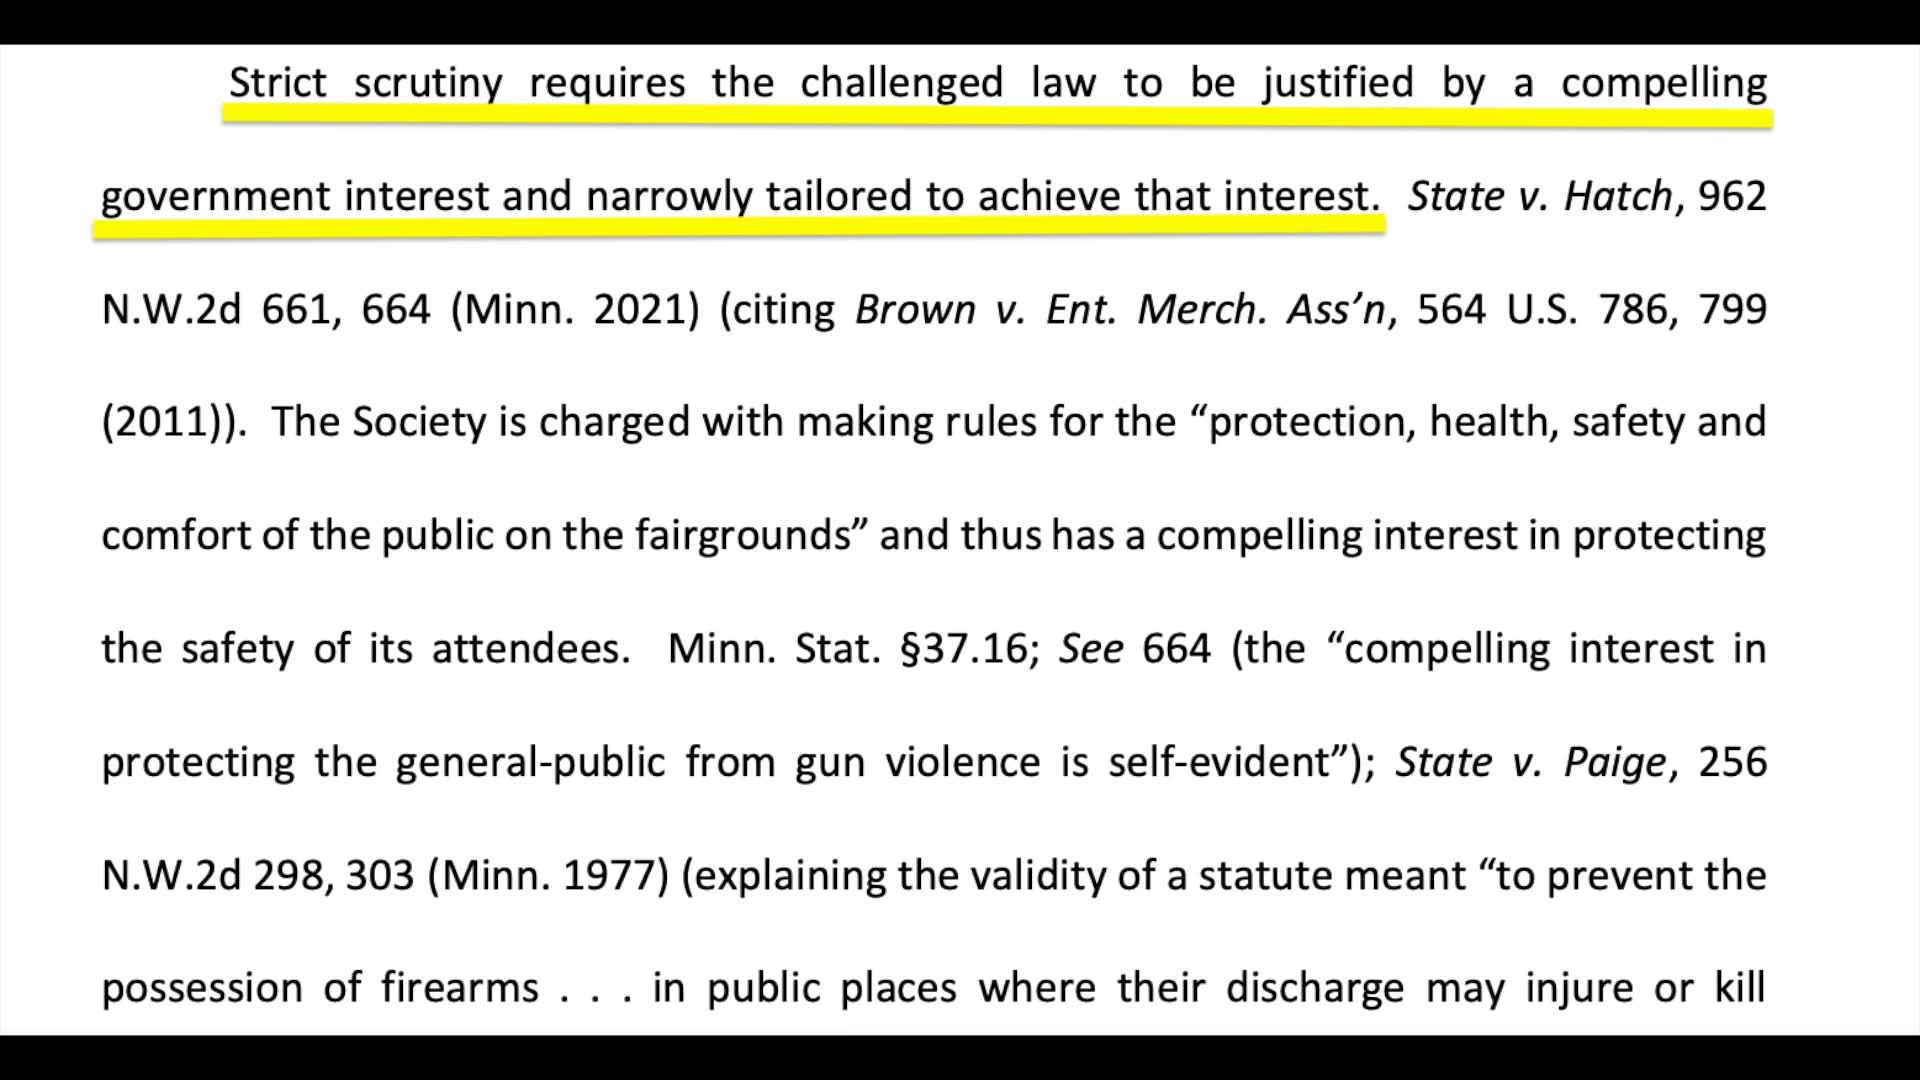 Strict scrutiny requires the challenged law to be justified by a compelling
government interest and narrowly tailored to achieve that interest. State v. Hatch, 962
N.W.2d 661, 664 (Minn. 2021) (citing Brown v. Ent. Merch. Ass’n, 564 U.S. 786, 799
(2011)). The Society is charged with making rules for the “protection, health, safety and
comfort of the public on the fairgrounds” and thus has a compelling interest in protecting
the safety of its attendees. Minn. Stat. §37.16; See 664 (the “compelling interest in
protecting the general-public from gun violence is self-evident”); State v. Paige, 256
N.W.2d 298, 303 (Minn. 1977) (explaining the validity of a statute meant “to prevent the
possession of firearms . . . in public places where their discharge may injure or kill